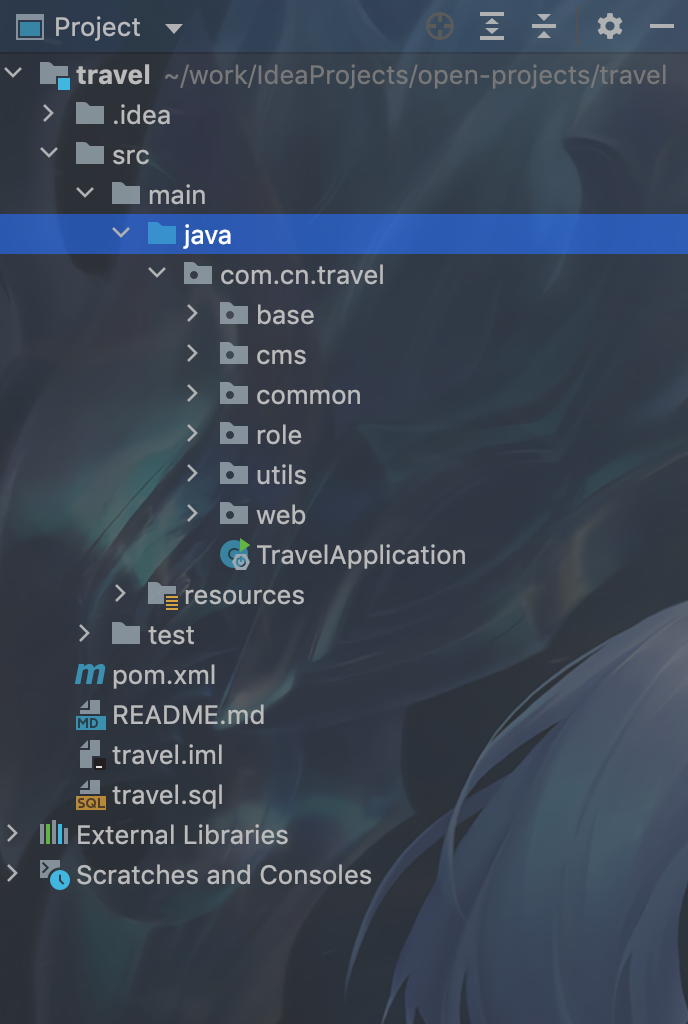 Project
travel ~/work/IdeaProjects/open-projects/travel
.idea
src
main
java
com.cn.travel
base
cms
common
role
utils
web
TravelApplication
resources
test
pom.xml
README.md
travel.iml
travel.sql
External Libraries
Scratches and Consoles